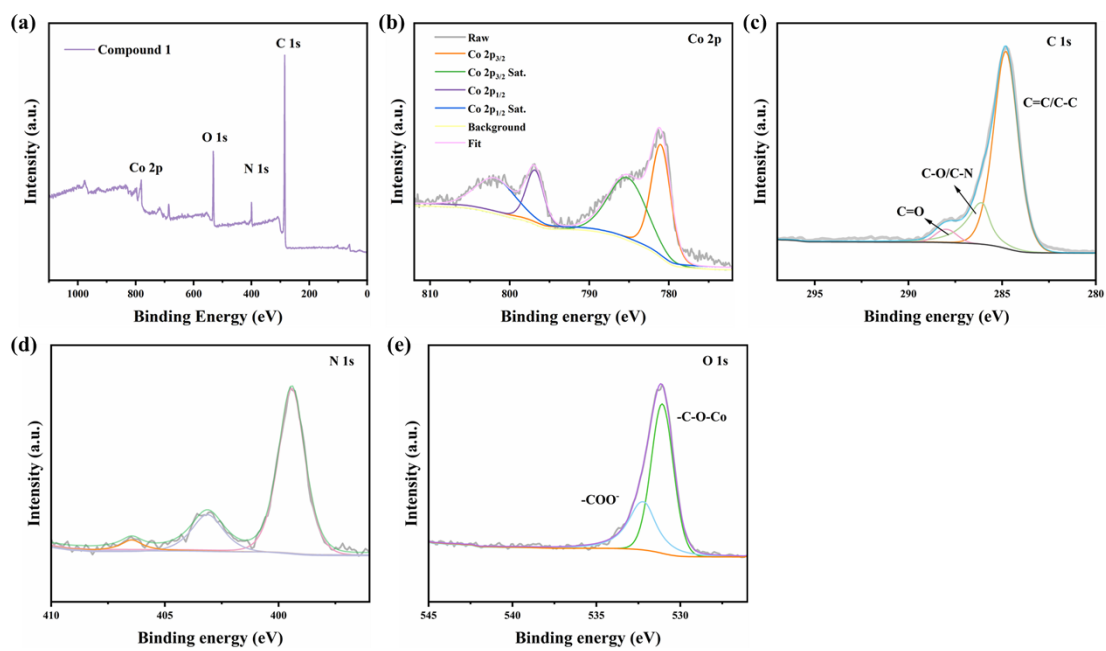 (a)
Compound 1
C 1s
O 1s
N 1s
Co 2p
Intensity (a.u.)
1000 800 600 400 200 0
Binding Energy (eV)
(b)
Co 2p
Raw
Co 2p3/2
Co 2p3/2 Sat.
Co 2p1/2
Co 2p1/2 Sat.
Background
Fit
Intensity (a.u.)
810 800 790 780
Binding energy (eV)
(c)
C 1s
C=C/C-C
C-O/C-N
C=O
Intensity (a.u.)
295 290 285 280
Binding energy (eV)
(d)
N 1s
Intensity (a.u.)
410 405 400
Binding energy (eV)
(e)
O 1s
-C-O-Co
-COO-
Intensity (a.u.)
545 540 535 530
Binding energy (eV)